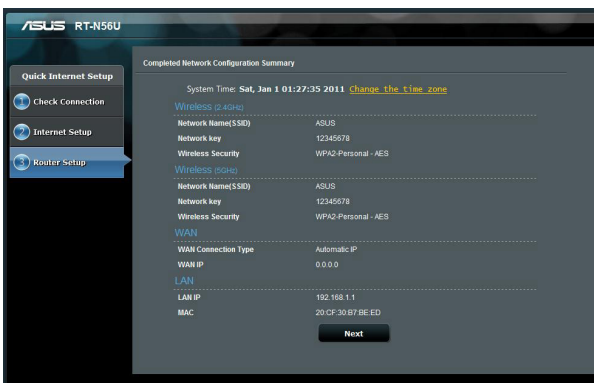 ASUS RT-N56U
Quick Internet Setup
1 Check Connection
2 Internet Setup
3 Router Setup
Completed Network Configuration Summary
System Time: Sat, Jan 1 01:27:35 2011 Change the time zone
Wireless (2.4GHz)
Network Name(SSID) ASUS
Network key 12345678
Wireless Security WPA2-Personal - AES
Wireless (5GHz)
Network Name(SSID) ASUS
Network key 12345678
Wireless Security WPA2-Personal - AES
WAN
WAN Connection Type Automatic IP
WAN IP 0.0.0.0
LAN
LAN IP 192.168.1.1
MAC 20:CF:30:B7:BE:ED
Next